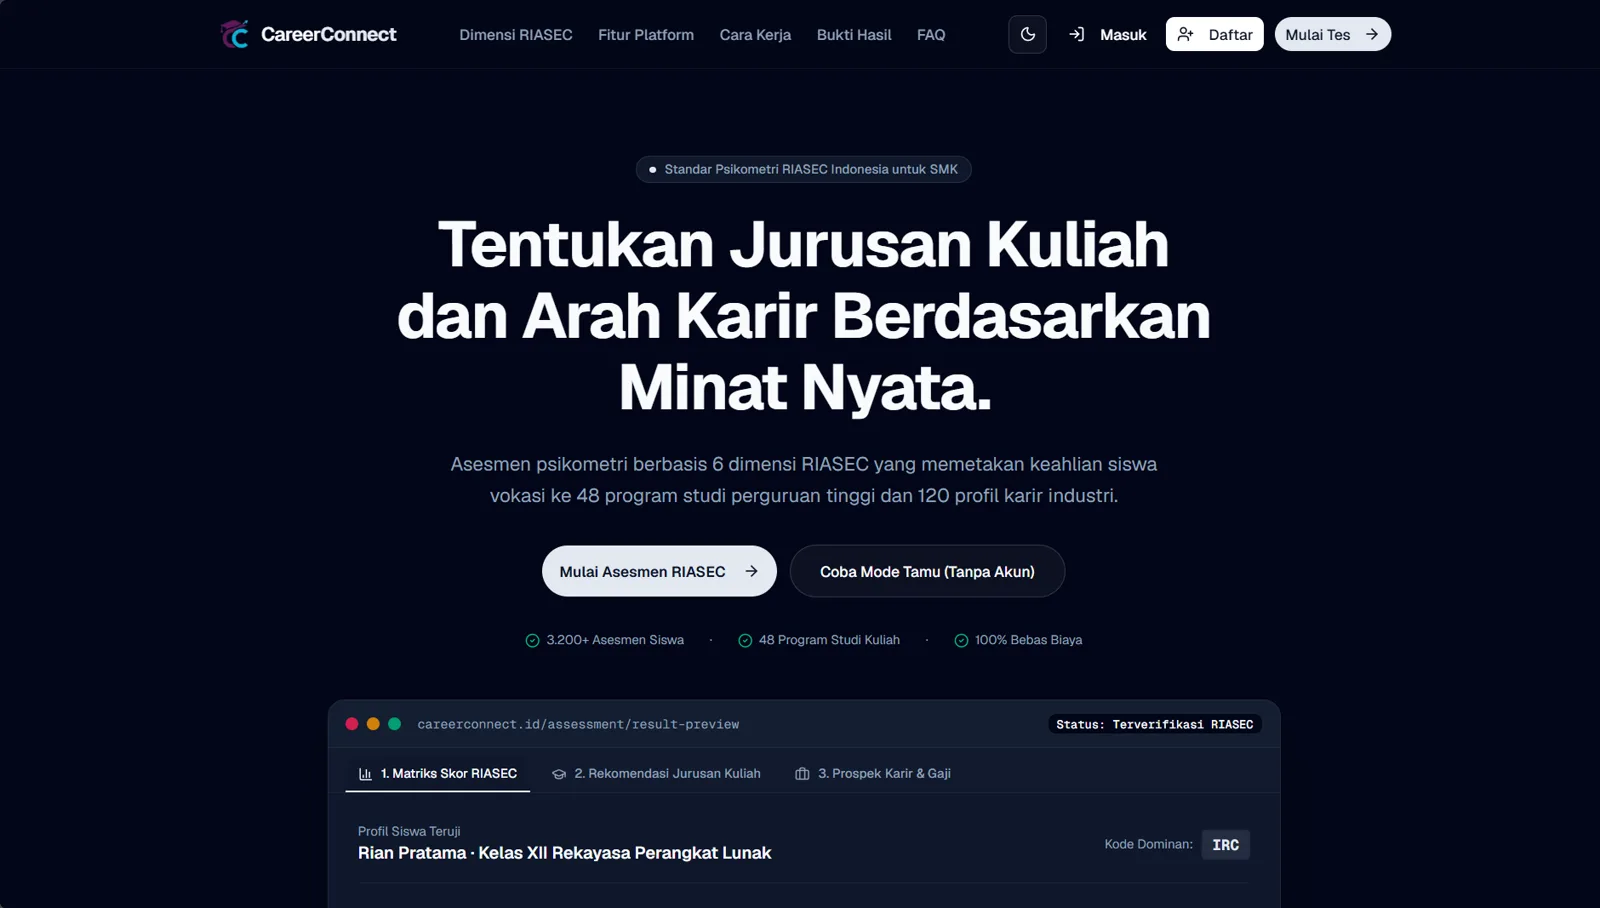 CareerConnect
Dimensi RIASEC
Fitur Platform
Cara Kerja
Bukti Hasil
FAQ
Masuk
Daftar
Mulai Tes
Standar Psikometri RIASEC Indonesia untuk SMK
Tentukan Jurusan Kuliah
dan Arah Karir Berdasarkan
Minat Nyata.
Asesmen psikometri berbasis 6 dimensi RIASEC yang memetakan keahlian siswa
vokasi ke 48 program studi perguruan tinggi dan 120 profil karir industri.
Mulai Asesmen RIASEC
Coba Mode Tamu (Tanpa Akun)
3.200+ Asesmen Siswa
·
48 Program Studi Kuliah
·
100% Bebas Biaya
careerconnect.id/assessment/result-preview
Status: Terverifikasi RIASEC
1. Matriks Skor RIASEC
2. Rekomendasi Jurusan Kuliah
3. Prospek Karir & Gaji
Profil Siswa Teruji
Rian Pratama · Kelas XII Rekayasa Perangkat Lunak
Kode Dominan:
IRC